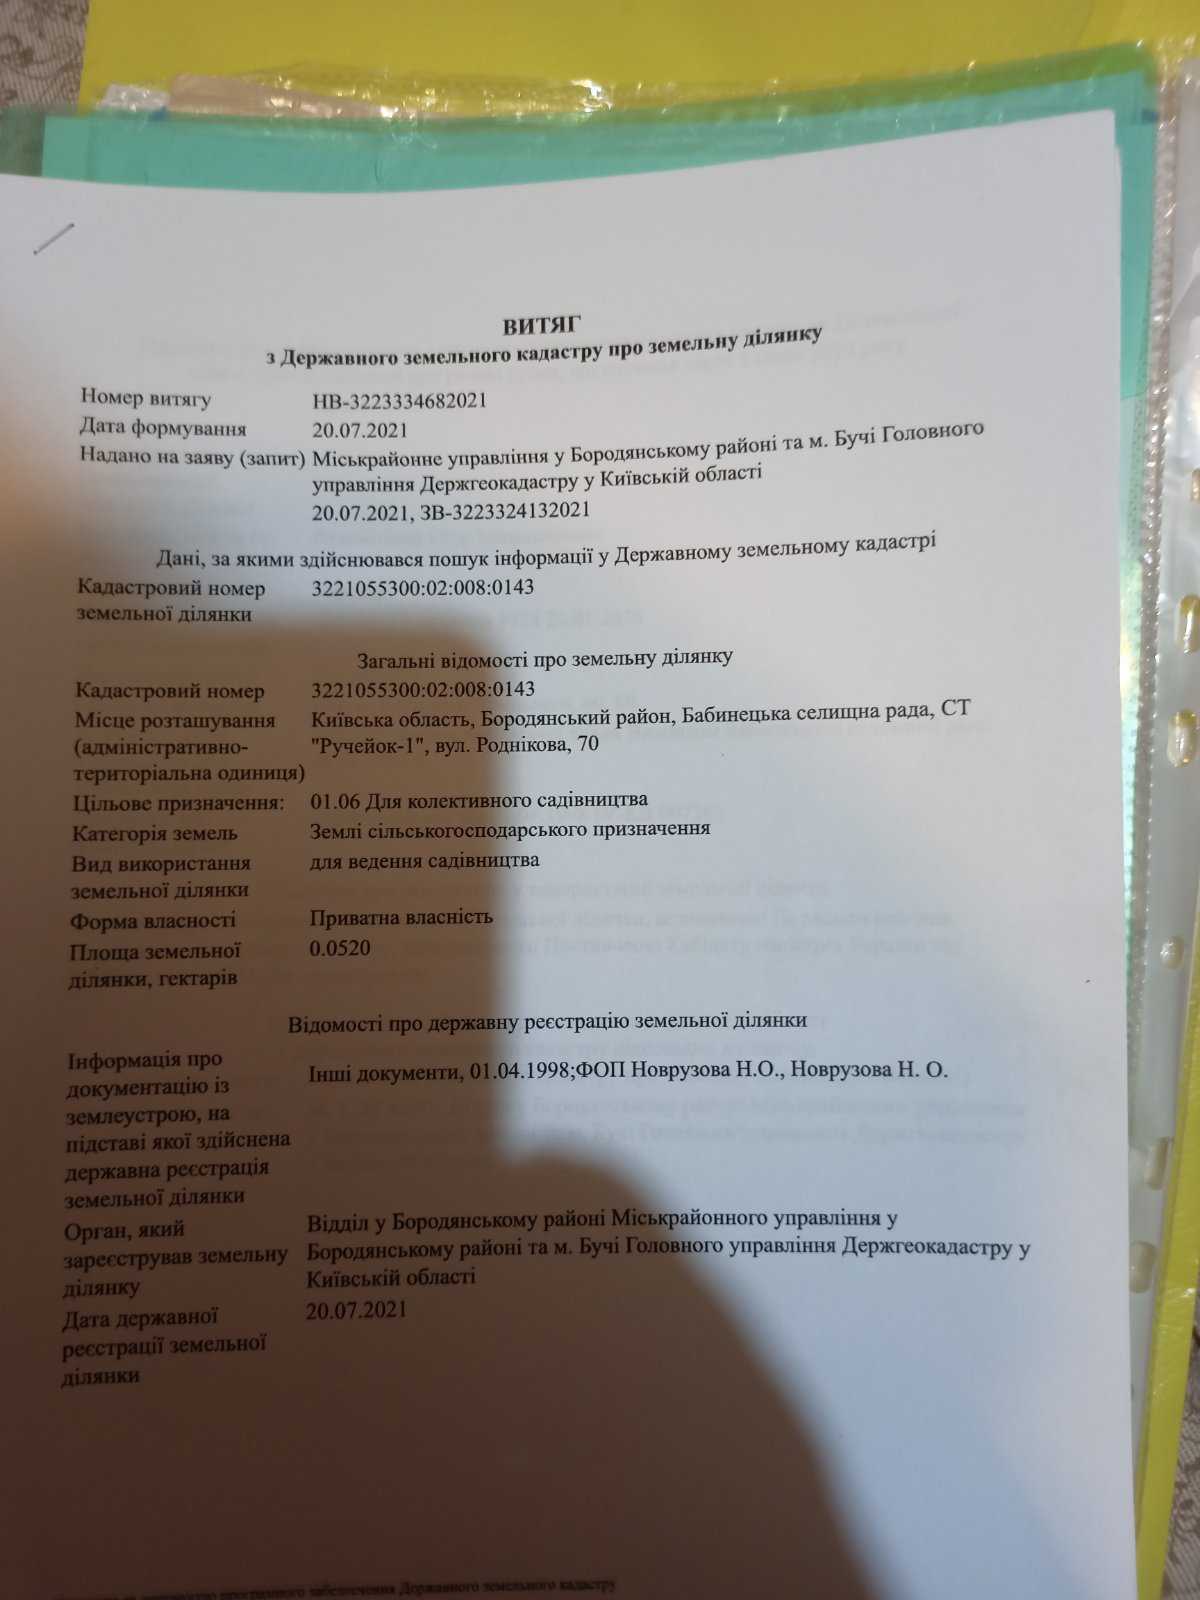 ВИТЯГ
з Державного земельного кадастру про земельну ділянку
Номер витягу НВ-3223334682021
Дата формування 20.07.2021
Надано на заяву (запит) Міськрайонне управління у Бородянському районі та м. Бучі Головного
управління Держгеокадастру у Київській області
20.07.2021, ЗВ-3223324132021
Дані, за якими здійснювався пошук інформації у Державному земельному кадастрі
Кадастровий номер 3221055300:02:008:0143
земельної ділянки
Загальні відомості про земельну ділянку
Кадастровий номер 3221055300:02:008:0143
Місце розташування Київська область, Бородянський район, Бабинецька селищна рада, СТ
(адміністративно- "Ручейок-1", вул. Роднікова, 70
територіальна одиниця)
Цільове призначення: 01.06 Для колективного садівництва
Категорія земель Землі сільськогосподарського призначення
Вид використання для ведення садівництва
земельної ділянки
Форма власності Приватна власність
Площа земельної 0.0520
ділянки, гектарів
Відомості про державну реєстрацію земельної ділянки
Інформація про
документацію із Інші документи, 01.04.1998;ФОП Новрузова Н.О., Новрузова Н. О.
землеустрою, на
підставі якої здійснена
державна реєстрація
земельної ділянки
Орган, який Відділ у Бородянському районі Міськрайонного управління у
зареєстрував земельну Бородянському районі та м. Бучі Головного управління Держгеокадастру у
ділянку Київській області
Дата державної 20.07.2021
реєстрації земельної
ділянки
програмного забезпечення Державного земельного кадастру